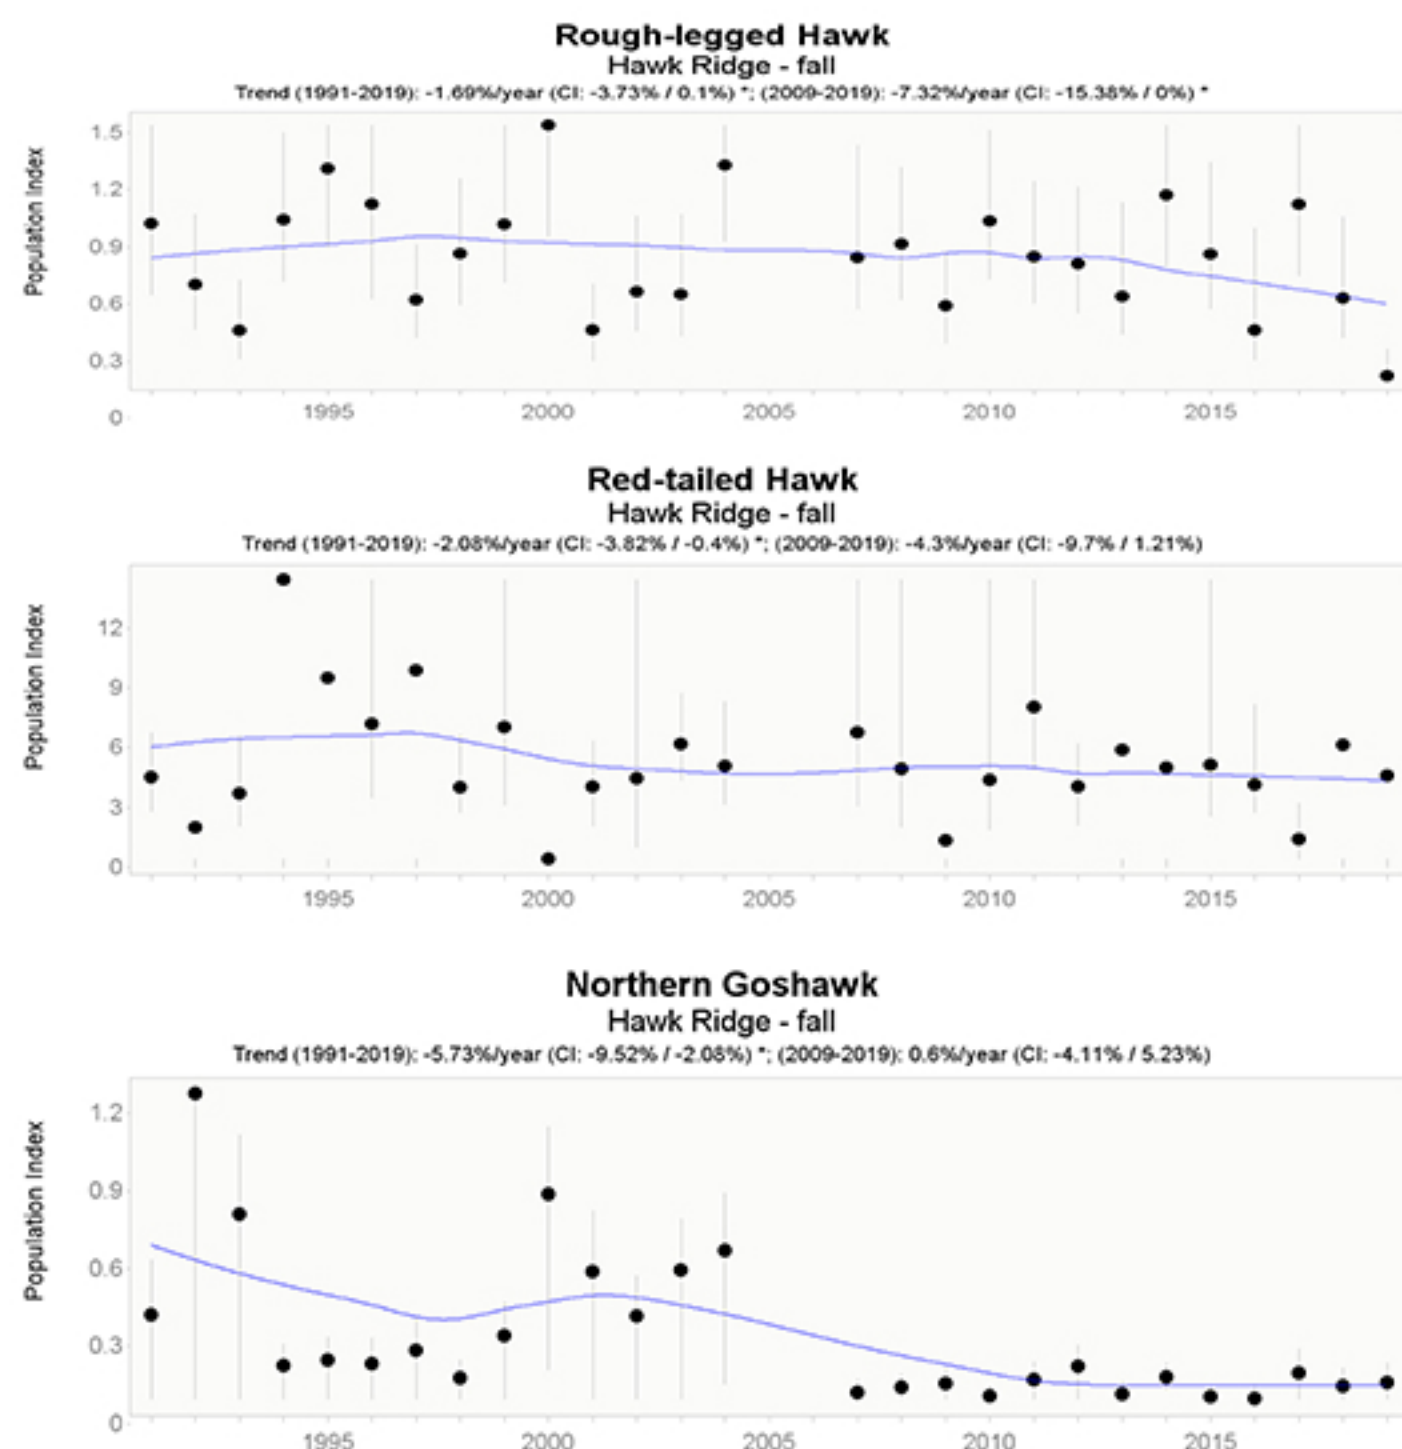 Rough-legged Hawk
Hawk Ridge - fall
Trend (1991-2019): -1.69%/year (CI: -3.73% / 0.1%) *; (2009-2019): -7.32%/year (CI: -15.38% / 0%) *
Population Index
1.5
1.2
0.9
0.6
0.3
0
1995 2000 2005 2010 2015
Red-tailed Hawk
Hawk Ridge - fall
Trend (1991-2019): -2.08%/year (CI: -3.82% / -0.4%) *; (2009-2019): -4.3%/year (CI: -9.7% / 1.21%)
Population Index
12
9
6
3
0
1995 2000 2005 2010 2015
Northern Goshawk
Hawk Ridge - fall
Trend (1991-2019): -5.73%/year (CI: -9.52% / -2.08%) *; (2009-2019): 0.6%/year (CI: -4.11% / 5.23%)
Population Index
1.2
0.9
0.6
0.3
0
1995 2000 2005 2010 2015